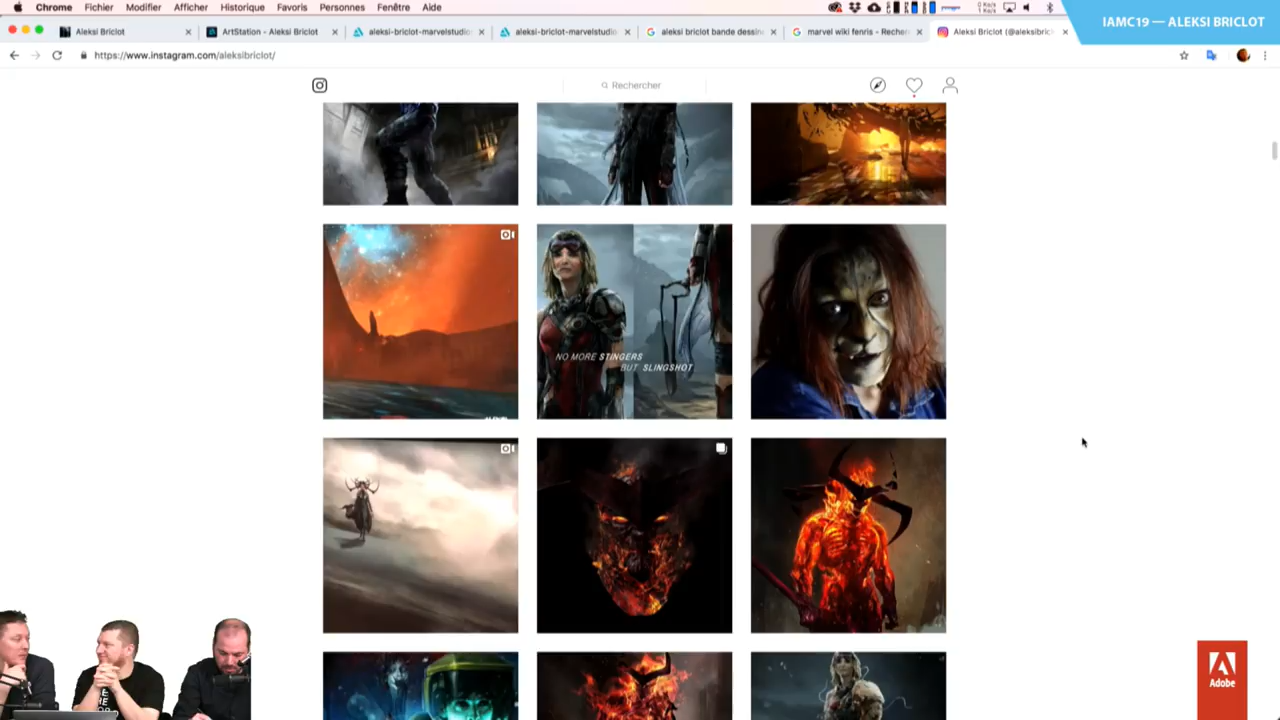 Chrome Fichier Modifier Afficher Historique Favoris Personnes Fenêtre Aide
IAMC19 — ALEKSI BRICLOT
Aleksi Briclot
ArtStation - Aleksi Briclot
aleksi-briclot-marvelstudio
aleksi-briclot-marvelstudio
aleksi briclot bande dessin
marvel wiki fenris - Recher
Aleksi Briclot (@aleksibric
https://www.instagram.com/aleksibriclot/
Rechercher
NO MORE STINGERS
BUT SLINGSHOT
Adobe